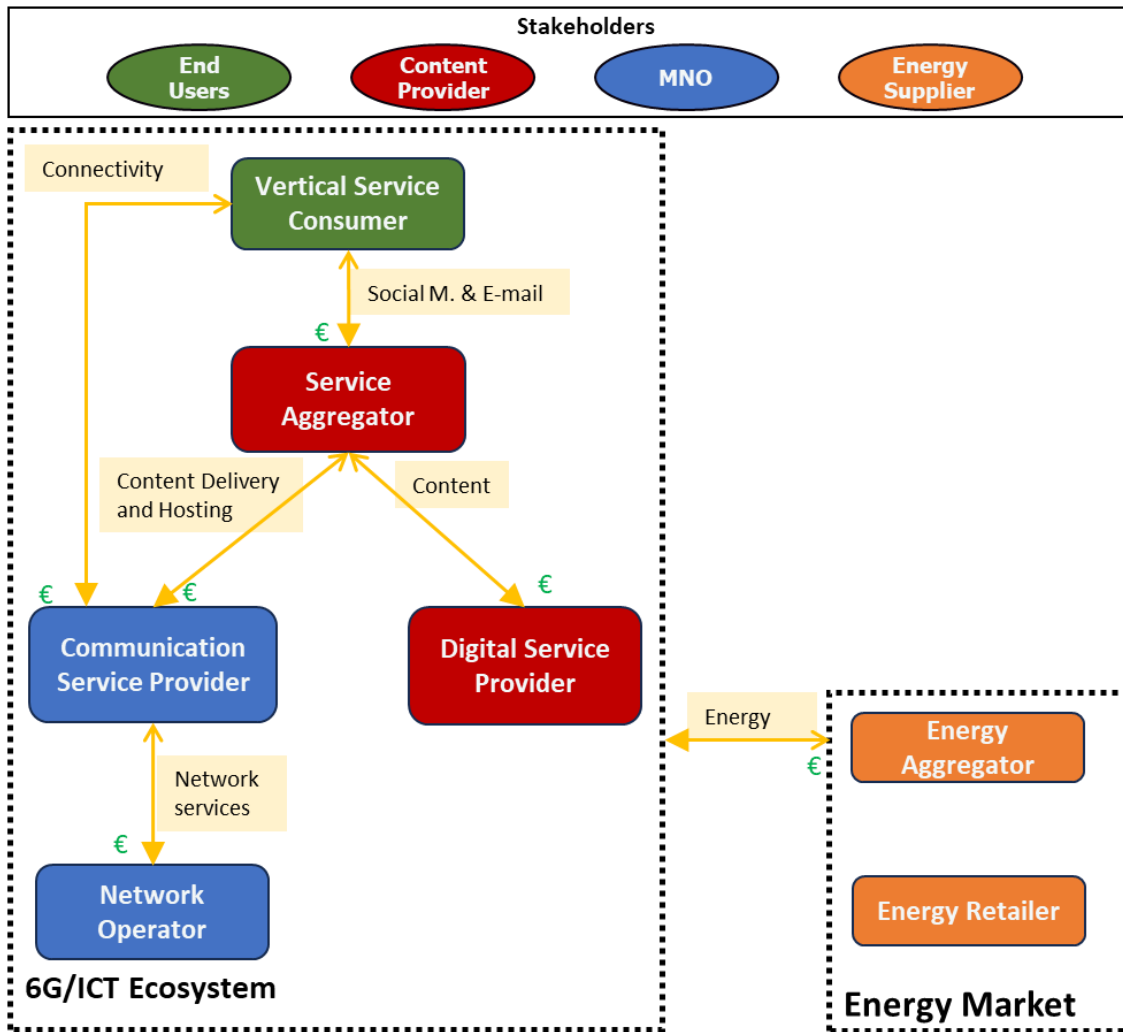 Stakeholders
End
Users
Content
Provider
MNO
Energy
Supplier
Connectivity
Vertical Service
Consumer
Social M. & E-mail
€
Service
Aggregator
Content Delivery
and Hosting
Content
€
€
€
Communication
Service Provider
Digital Service
Provider
Energy
€
Energy
Aggregator
Network
services
€
Network
Operator
Energy Retailer
6G/ICT Ecosystem
Energy Market